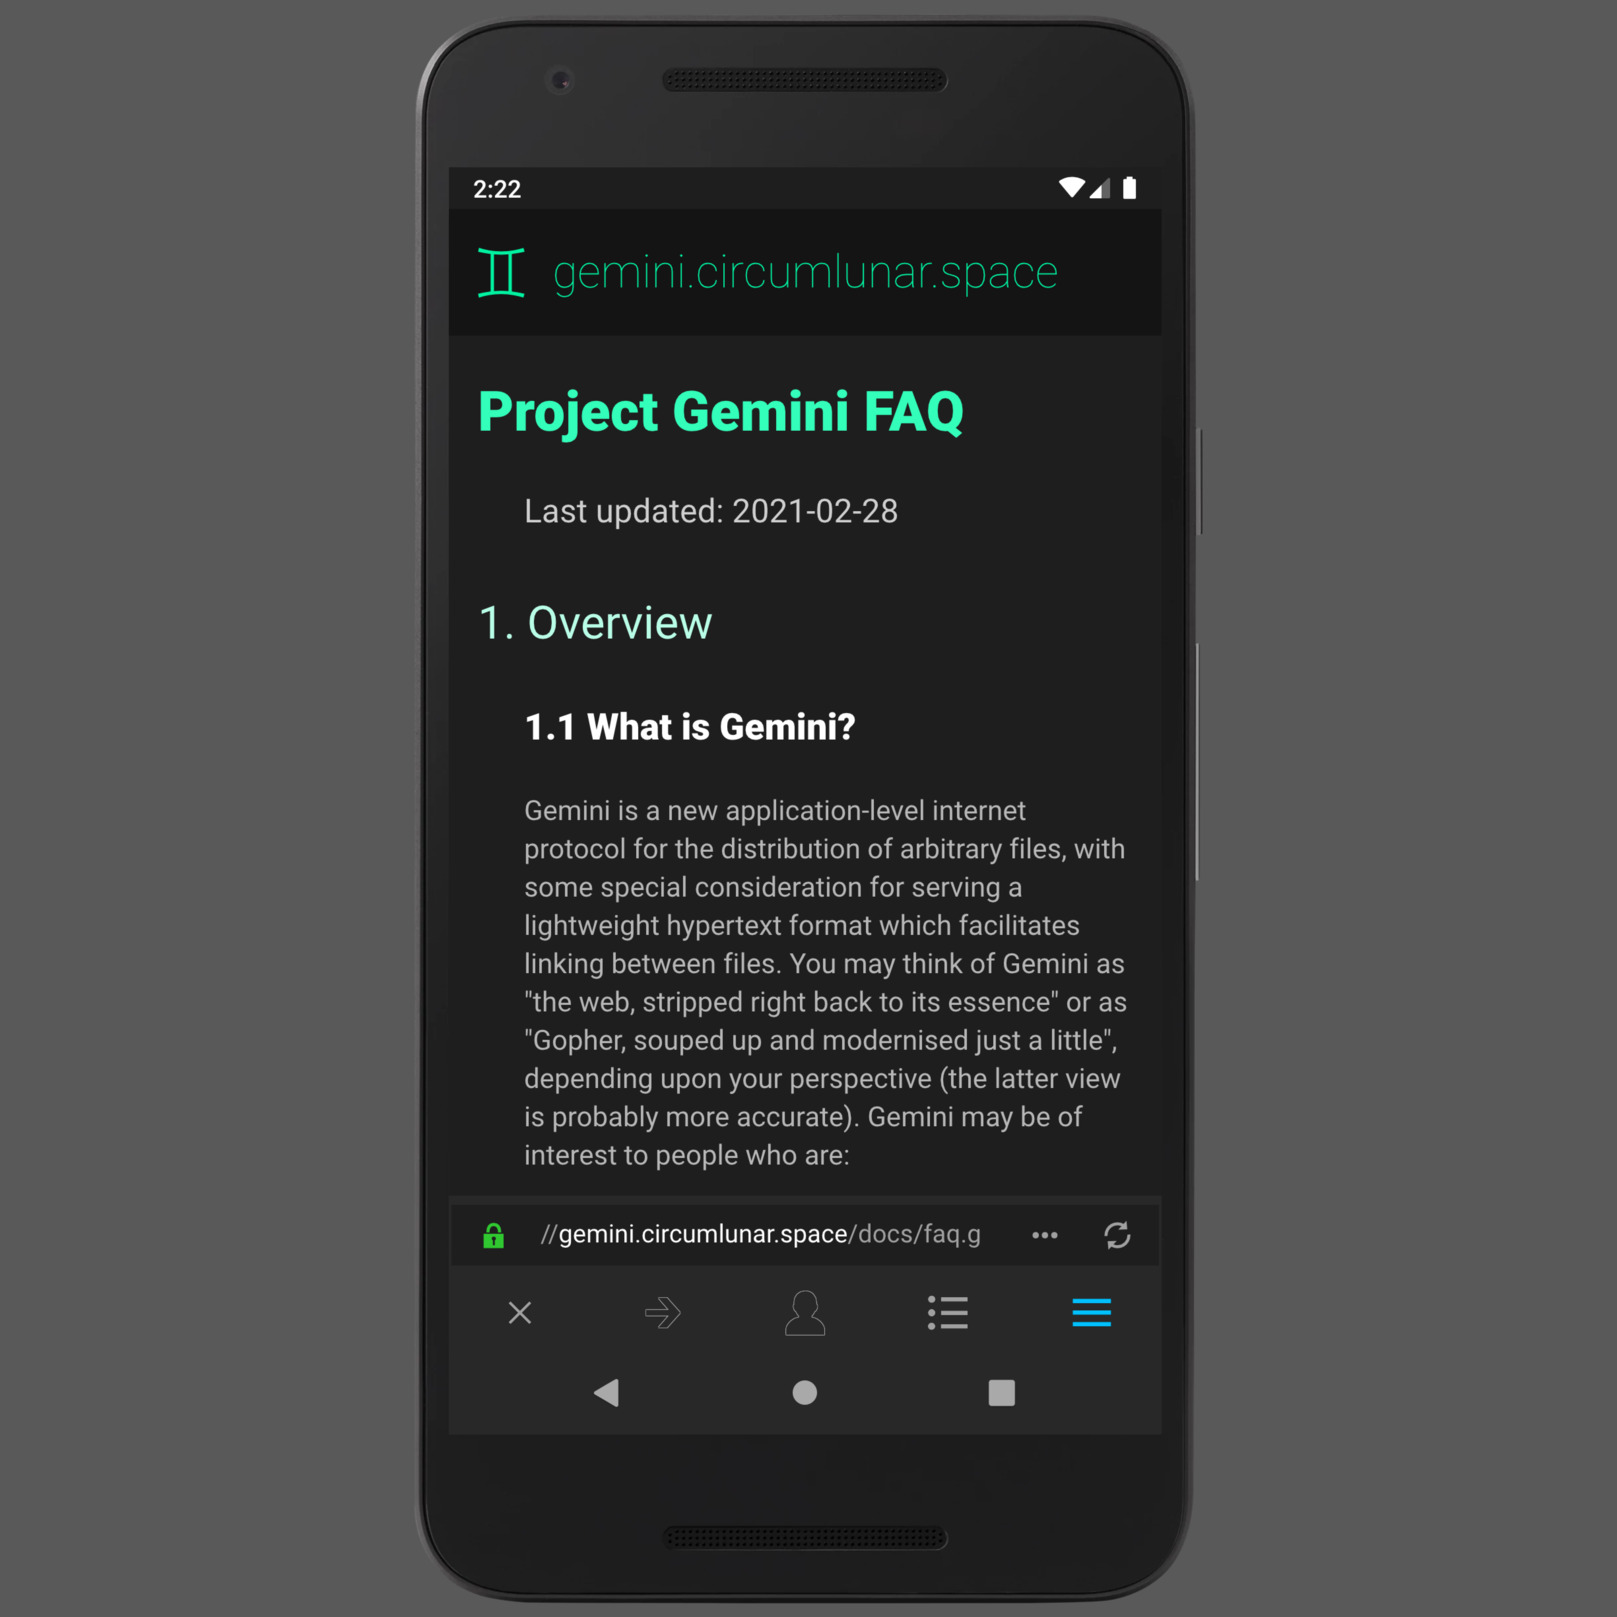 2:22
gemini.circumlunar.space
Project Gemini FAQ
Last updated: 2021-02-28
1. Overview
1.1 What is Gemini?
Gemini is a new application-level internet
protocol for the distribution of arbitrary files, with
some special consideration for serving a
lightweight hypertext format which facilitates
linking between files. You may think of Gemini as
"the web, stripped right back to its essence" or as
"Gopher, souped up and modernised just a little",
depending upon your perspective (the latter view
is probably more accurate). Gemini may be of
interest to people who are:
//gemini.circumlunar.space/docs/faq.g